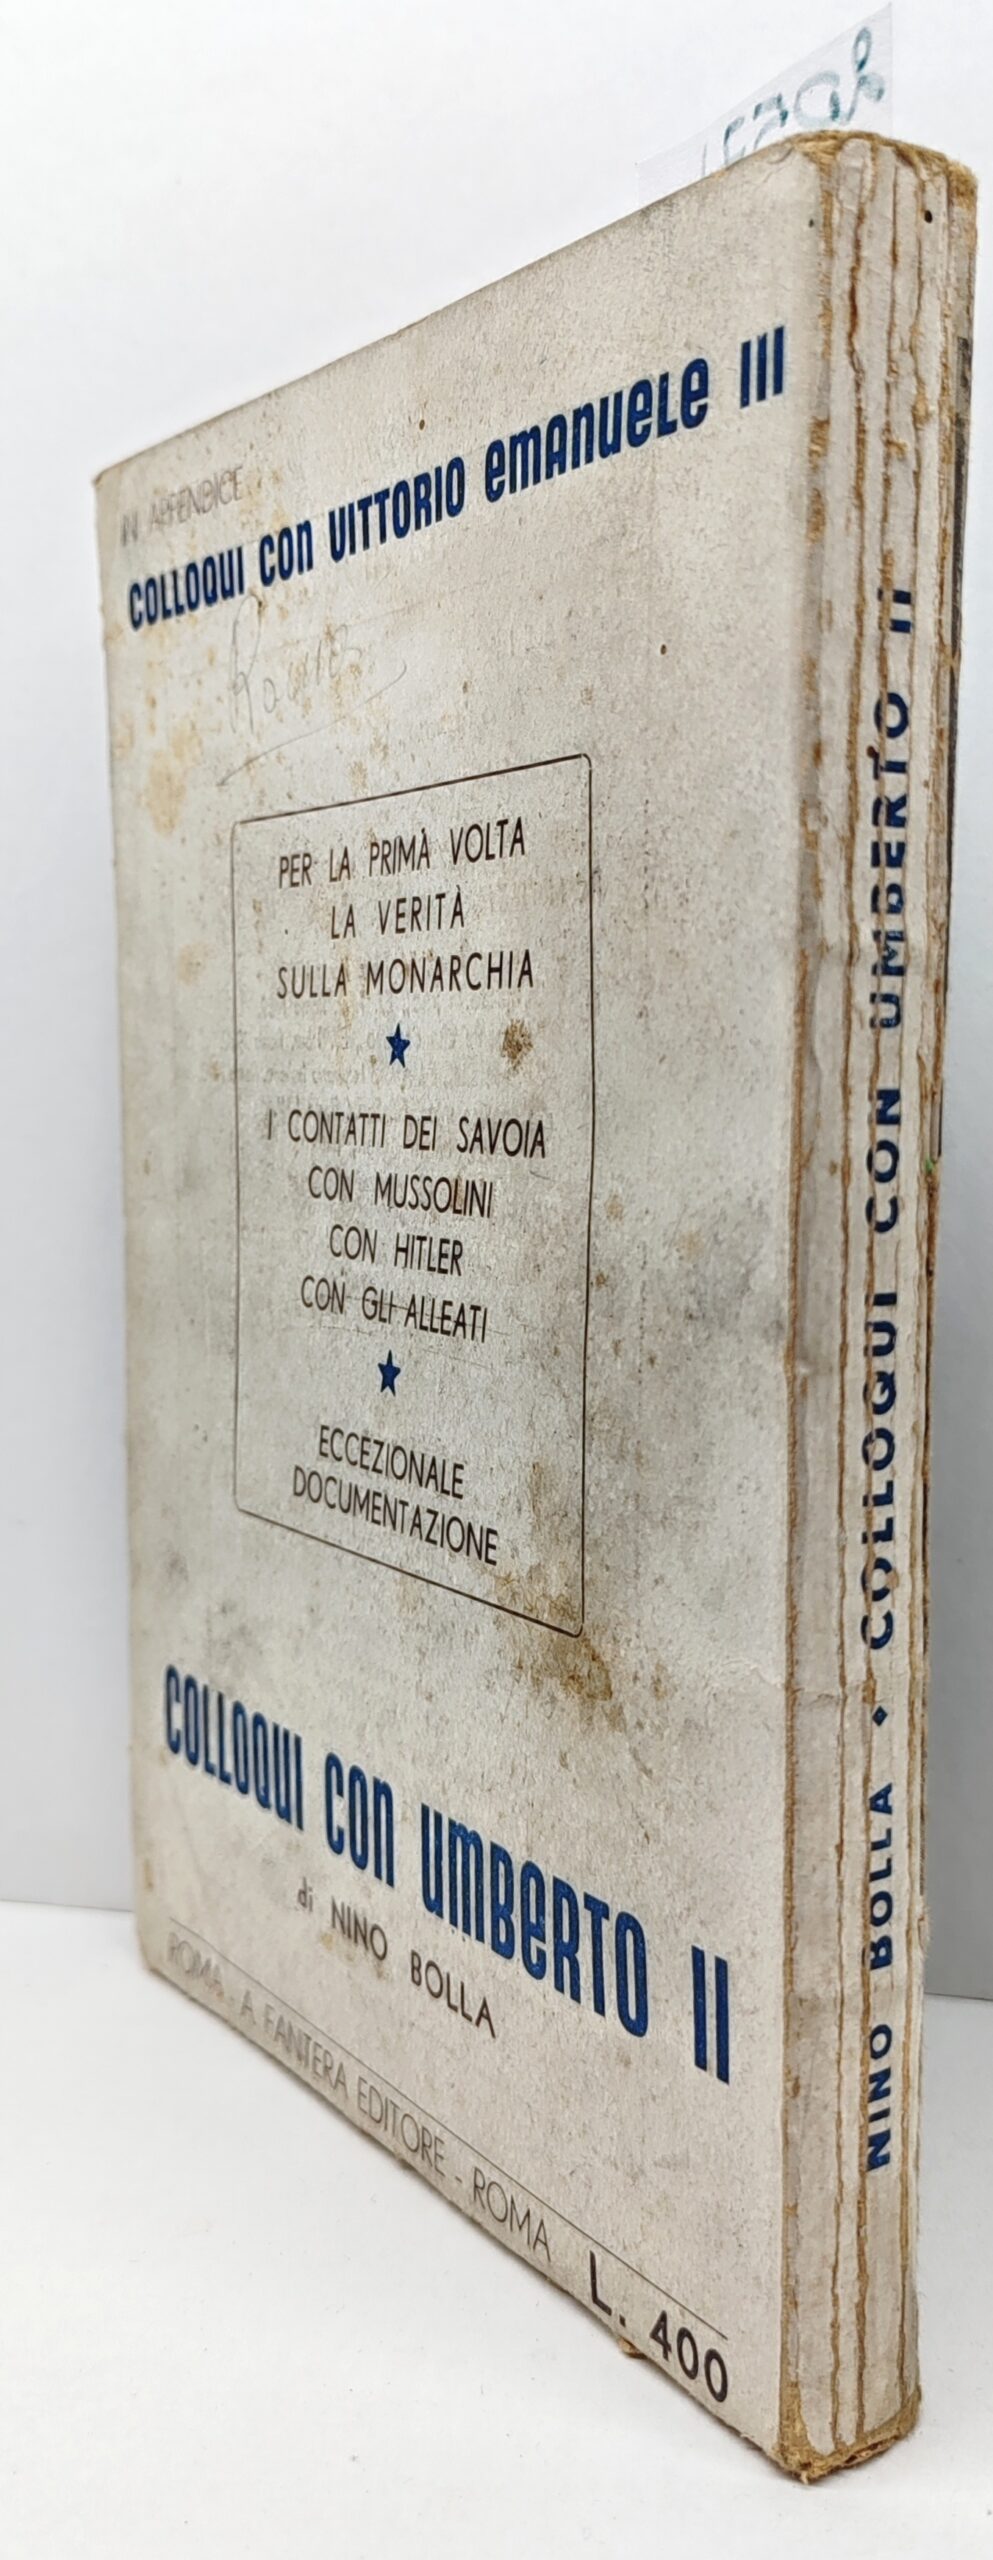 IN APPENDICE
COLLOQUI CON VITTORIO EMANUELE III
PER LA PRIMA VOLTA
LA VERITÀ
SULLA MONARCHIA
★
I CONTATTI DEI SAVOIA
CON MUSSOLINI
CON HITLER
CON GLI ALLEATI
★
ECCEZIONALE
DOCUMENTAZIONE
COLLOQUI CON UMBERTO II
di NINO BOLLA
ROMA - A FANTERA EDITORE - ROMA L. 400
NINO BOLLA ◆ COLLOQUI CON UMBERTO II